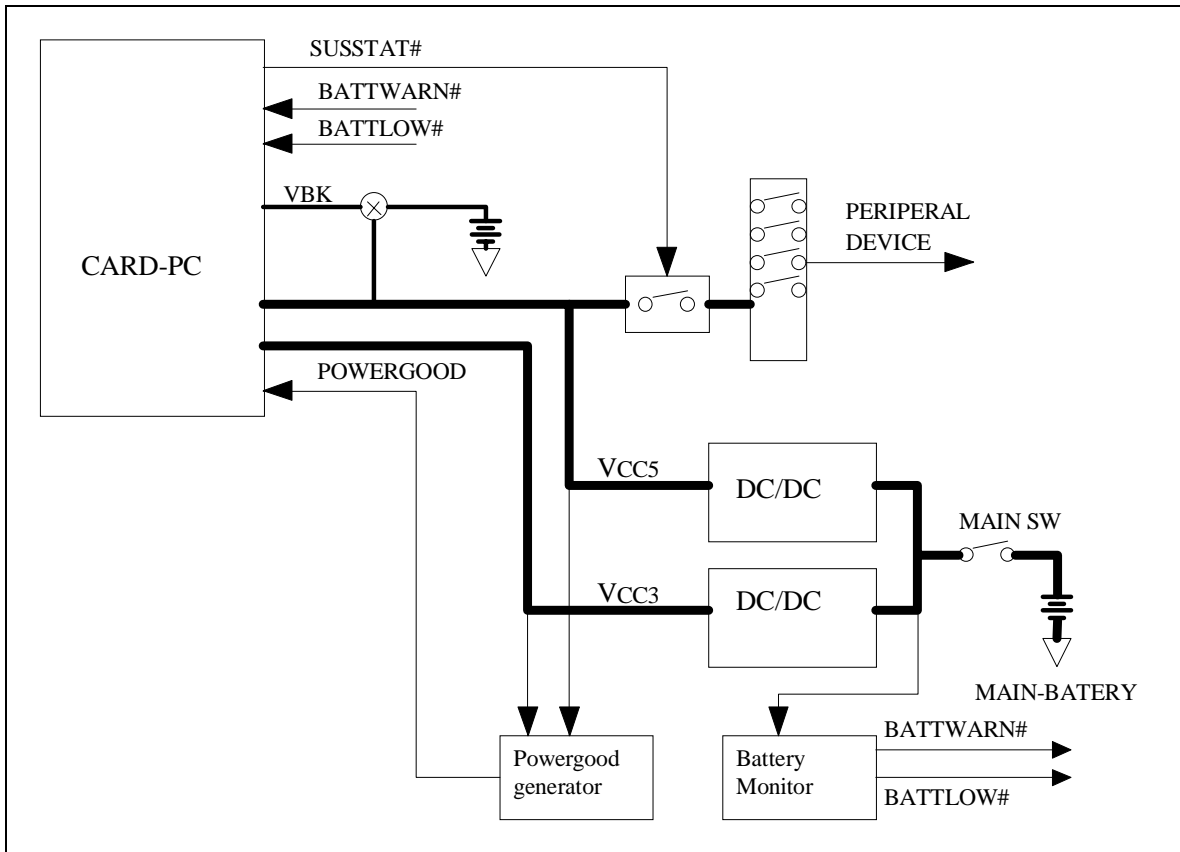 SUSSTAT#
BATTWARN#
BATTLOW#
VBK
PERIPERAL
DEVICE
CARD-PC
POWERGOOD
VCC5
DC/DC
MAIN SW
VCC3
DC/DC
MAIN-BATERY
Powergood
generator
Battery
Monitor
BATTWARN#
BATTLOW#